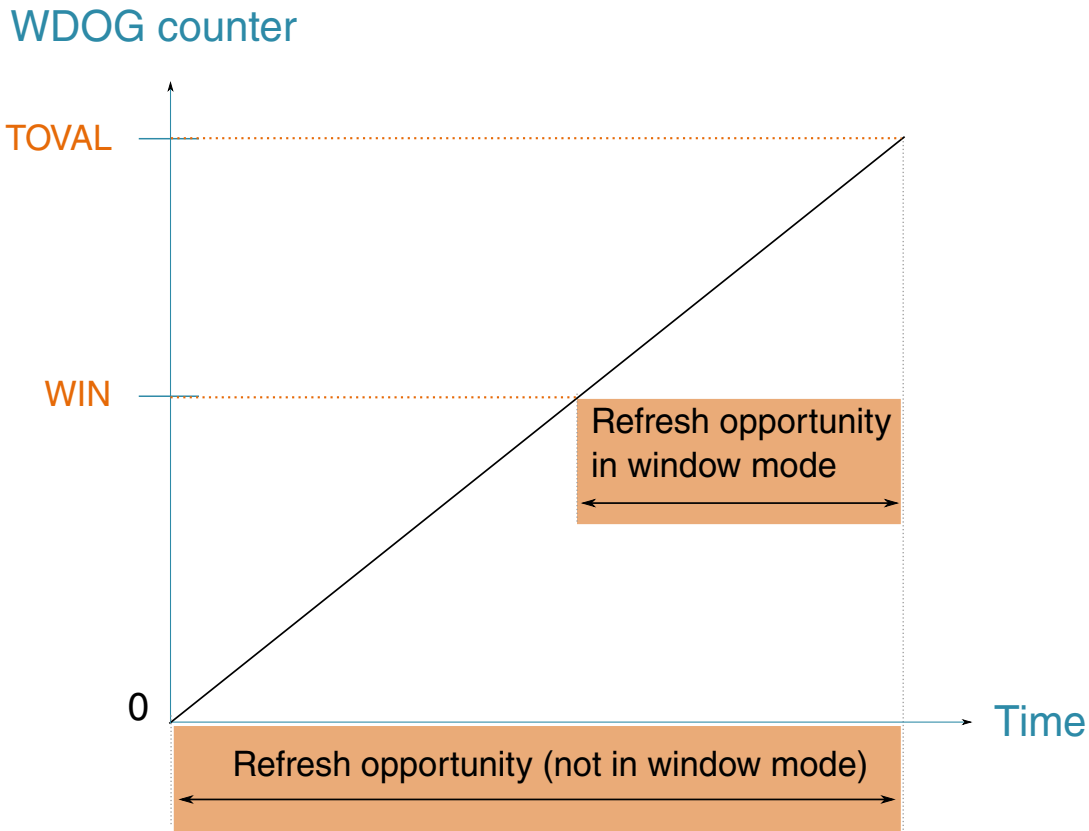 WDOG counter
TOVAL
WIN
Refresh opportunity
in window mode
0
Time
Refresh opportunity (not in window mode)